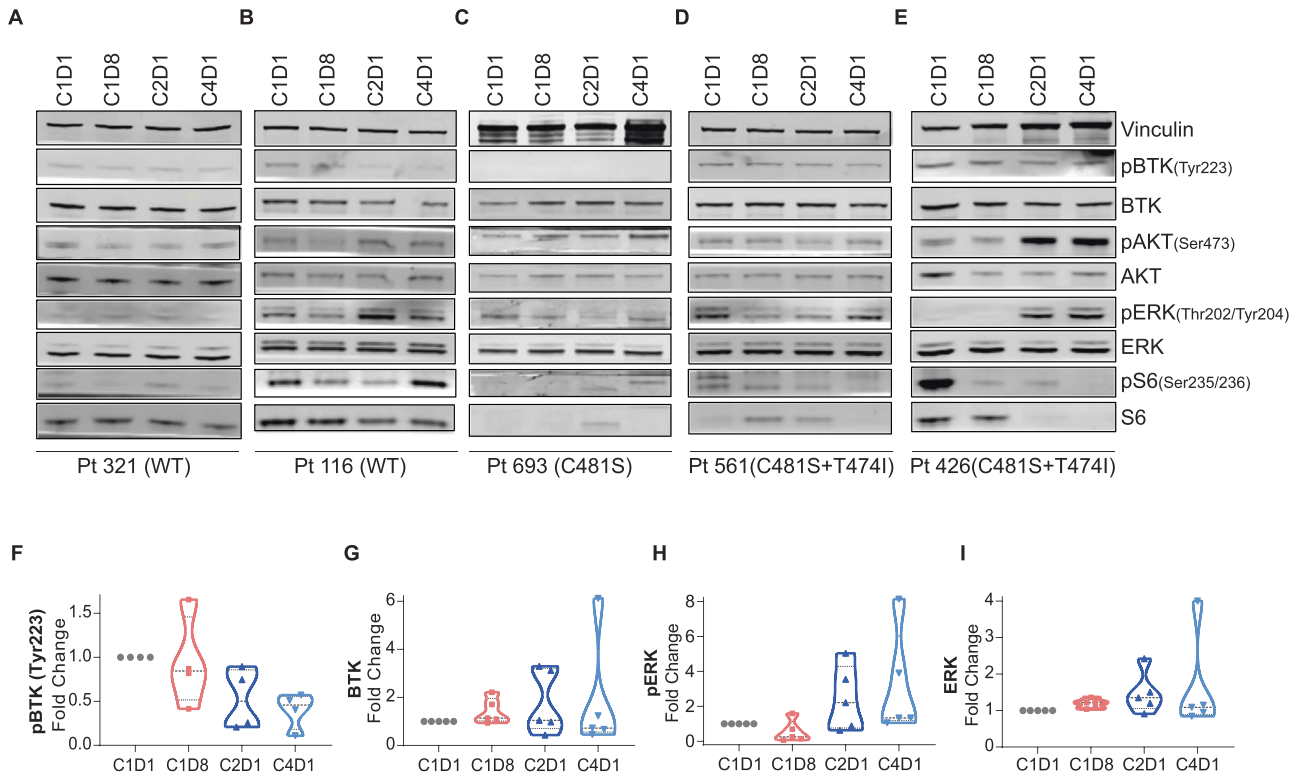 A B C D E
C1D1 C1D8 C2D1 C4D1 C1D1 C1D8 C2D1 C4D1 C1D1 C1D8 C2D1 C4D1 C1D1 C1D8 C2D1 C4D1 C1D1 C1D8 C2D1 C4D1
Vinculin
pBTK(Tyr223)
BTK
pAKT(Ser473)
AKT
pERK(Thr202/Tyr204)
ERK
pS6(Ser235/236)
S6
Pt 321 (WT) Pt 116 (WT) Pt 693 (C481S) Pt 561(C481S+T474I) Pt 426(C481S+T474I)
F
pBTK (Tyr223)
Fold Change
1.5
1.0
0.5
0.0
C1D1 C1D8 C2D1 C4D1
G
BTK
Fold Change
6
4
2
0
C1D1 C1D8 C2D1 C4D1
H
pERK
Fold Change
8
6
4
2
0
C1D1 C1D8 C2D1 C4D1
I
ERK
Fold Change
4
3
2
1
0
C1D1 C1D8 C2D1 C4D1